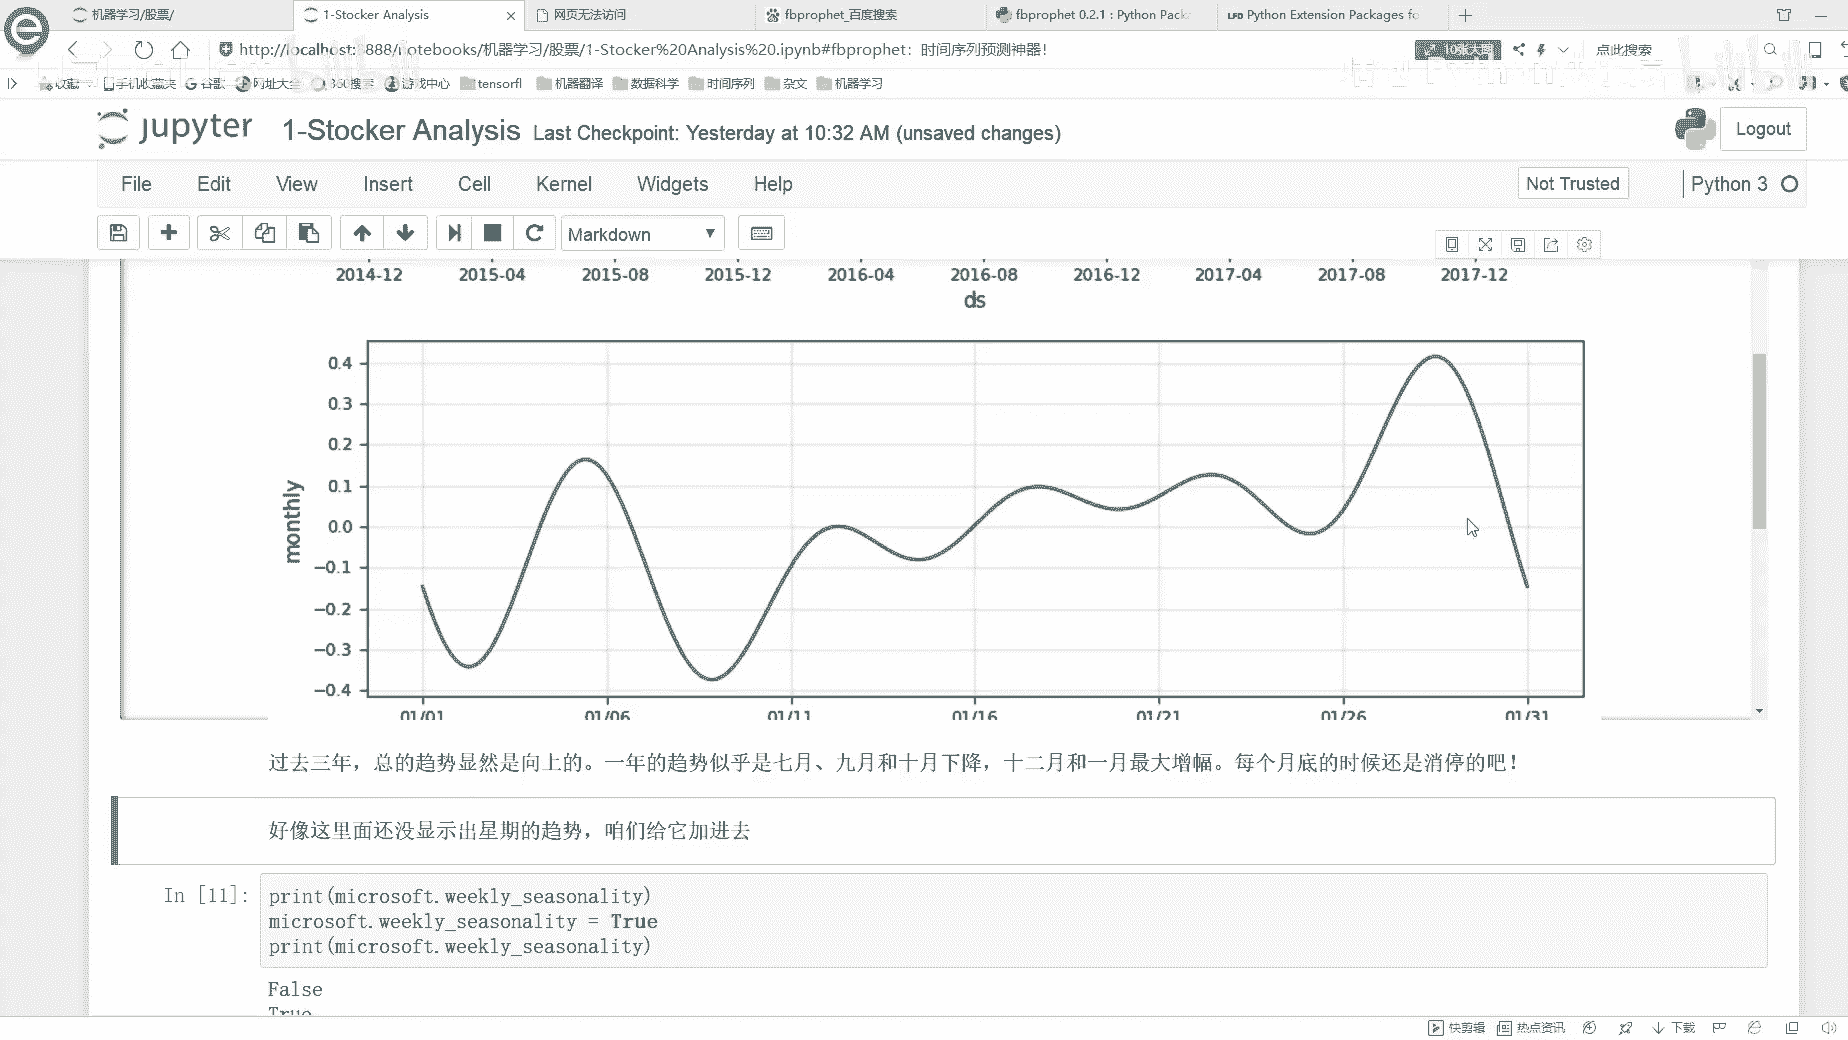 机器学习/股票/
1-Stocker Analysis
网页无法访问
fbprophet_百度搜索
fbprophet 0.2.1 : Python Pack
LFD Python Extension Packages fo
http://localhost:8888/notebooks/机器学习/股票/1-Stocker%20Analysis%20.ipynb#fbprophet：时间序列预测神器！
点此搜索
收藏
手机收藏夹
谷歌
网址大全
360搜索
游戏中心
tensorfl
机器翻译
数据科学
时间序列
杂文
机器学习
jupyter
1-Stocker Analysis
Last Checkpoint: Yesterday at 10:32 AM (unsaved changes)
Logout
File Edit View Insert Cell Kernel Widgets Help
Not Trusted
Python 3
Markdown
2014-12 2015-04 2015-08 2015-12 2016-04 2016-08 2016-12 2017-04 2017-08 2017-12
ds
0.4
0.3
0.2
0.1
0.0
−0.1
−0.2
−0.3
−0.4
monthly
01/01 01/06 01/11 01/16 01/21 01/26 01/31
过去三年，总的趋势显然是向上的。一年的趋势似乎是七月、九月和十月下降，十二月和一月最大增幅。每个月底的时候还是消停的吧！
好像这里面还没显示出星期的趋势，咱们给它加进去
In [11]:
print(microsoft.weekly_seasonality)
microsoft.weekly_seasonality = True
print(microsoft.weekly_seasonality)
False
True
快剪辑
热点资讯
下载